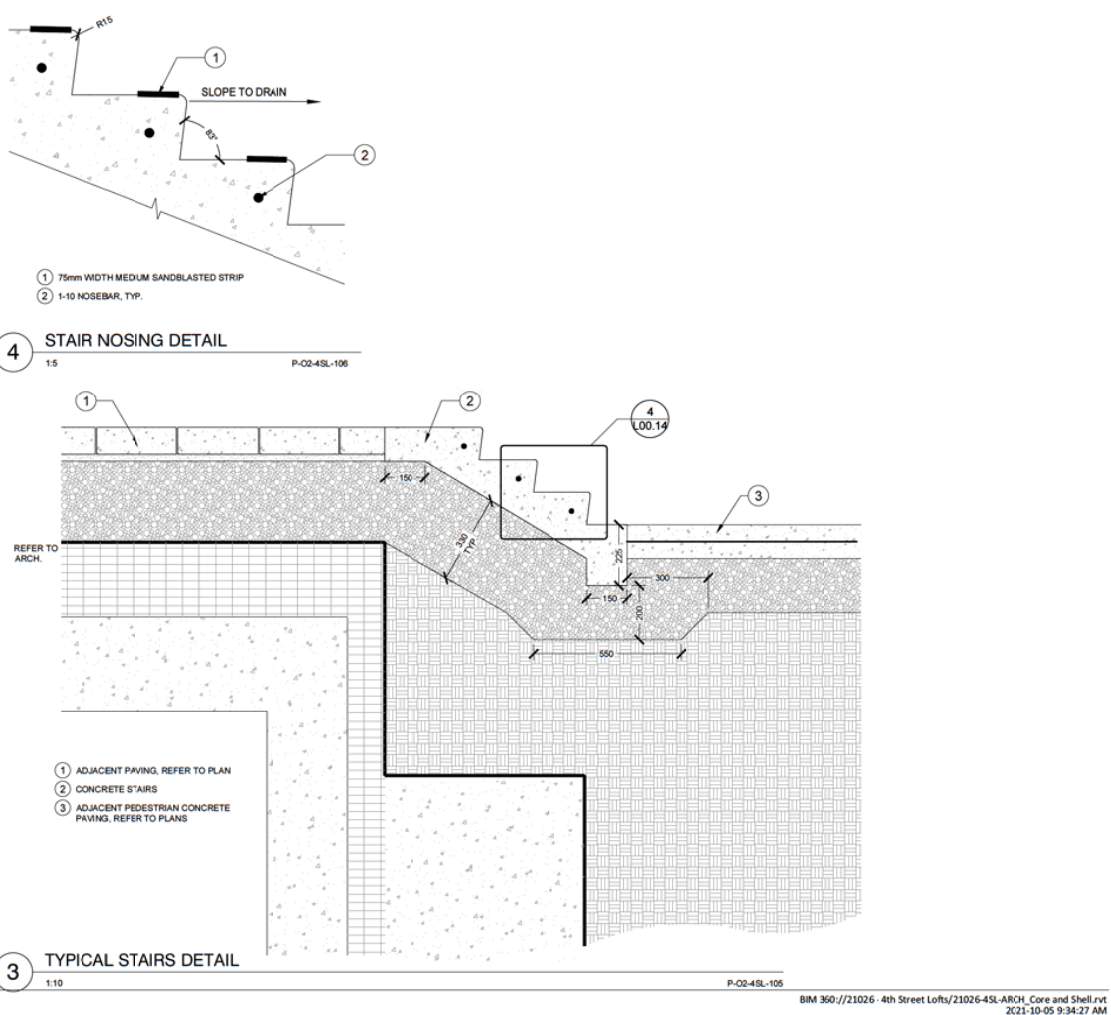 R15
1
SLOPE TO DRAIN
83°
2
1 75mm WIDTH MEDIUM SANDBLASTED STRIP
2 1-10 NOSEBAR, TYP.
4 STAIR NOSING DETAIL
1:5 P-O2-4SL-106
1
2
4
L00.14
150
3
REFER TO
ARCH.
330
TYP
225
300
150
200
550
1 ADJACENT PAVING, REFER TO PLAN
2 CONCRETE STAIRS
3 ADJACENT PEDESTRIAN CONCRETE
PAVING, REFER TO PLANS
3 TYPICAL STAIRS DETAIL
1:10 P-O2-4SL-105
BIM 360://21026 - 4th Street Lofts/21026-4SL-ARCH_Core and Shell.rvt
2021-10-05 9:34:27 AM